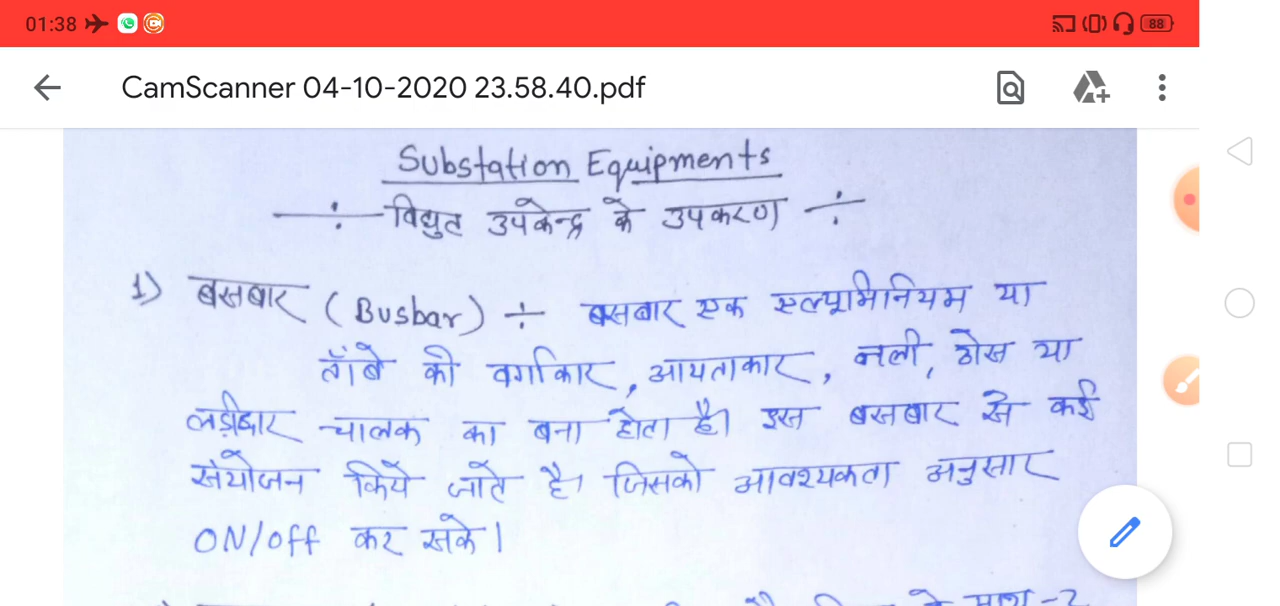 01:38
88
CamScanner 04-10-2020 23.58.40.pdf
Substation Equipments
÷ विद्युत उपकेन्द्र के उपकरण ÷
1) बसबार (Busbar) ÷ बसबार एक एल्यूमिनियम या
ताँबे की वर्गाकार, आयताकार, नली, ठोस या
लड़ीदार चालक का बना होता है। इस बसबार से कई
संयोजन किये जाते है। जिसको आवश्यकता अनुसार
ON/off कर सके।